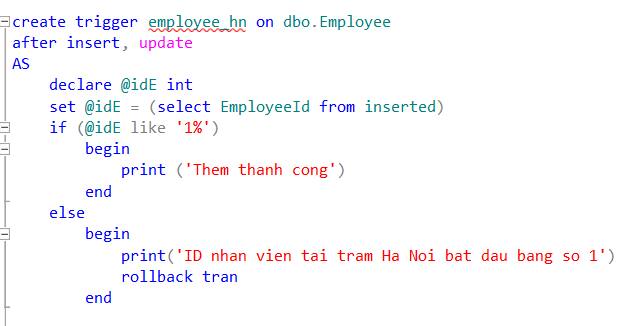 create trigger employee_hn on dbo.Employee
after insert, update
AS
declare @idE int
set @idE = (select EmployeeId from inserted)
if (@idE like '1%')
begin
print ('Them thanh cong')
end
else
begin
print('ID nhan vien tai tram Ha Noi bat dau bang so 1')
rollback tran
end